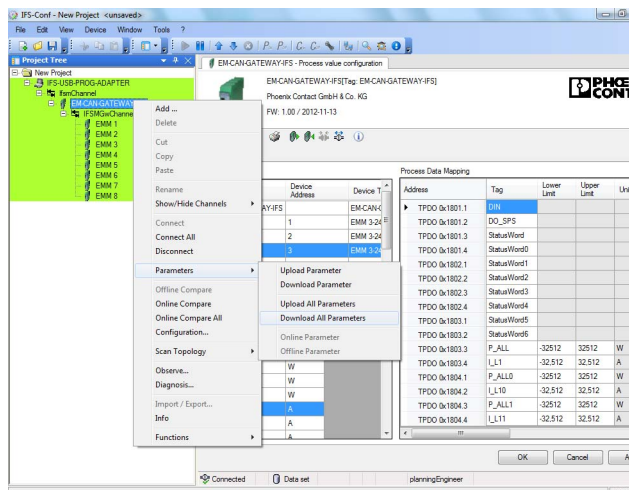 IFS-Conf - New Project <unsaved>
File Edit View Device Window Tools ?
Project Tree
New Project
IFS-USB-PROG-ADAPTER
IfsmChannel
EM-CAN-GATEWAY
IFSMGwChanne
EMM 1
EMM 2
EMM 3
EMM 4
EMM 5
EMM 6
EMM 7
EMM 8
Add ...
Delete
Cut
Copy
Paste
Rename
Show/Hide Channels
Connect
Connect All
Disconnect
Parameters
Offline Compare
Online Compare
Online Compare All
Configuration...
Scan Topology
Observe...
Diagnosis...
Import / Export...
Info
Functions
Upload Parameter
Download Parameter
Upload All Parameters
Download All Parameters
Online Parameter
Offline Parameter
EM-CAN-GATEWAY-IFS - Process value configuration
EM-CAN-GATEWAY-IFS[Tag: EM-CAN-GATEWAY-IFS]
Phoenix Contact GmbH & Co. KG
FW: 1.00 / 2012-11-13
PHŒ
CONT
Device Address Device T
AY-IFS EM-CAN-G
1 EMM 3-24
2 EMM 3-24
3 EMM 3-24
W
W
W
A
A
A
Process Data Mapping
Address Tag Lower Limit Upper Limit Uni
TPDO 0x1801.1 DIN
TPDO 0x1801.2 DO_SPS
TPDO 0x1801.3 StatusWord
TPDO 0x1801.4 StatusWord0
TPDO 0x1802.1 StatusWord1
TPDO 0x1802.2 StatusWord2
TPDO 0x1802.3 StatusWord3
TPDO 0x1802.4 StatusWord4
TPDO 0x1803.1 StatusWord5
TPDO 0x1803.2 StatusWord6
TPDO 0x1803.3 P_ALL -32512 32512 W
TPDO 0x1803.4 I_L1 -32,512 32,512 A
TPDO 0x1804.1 P_ALL0 -32512 32512 W
TPDO 0x1804.2 I_L10 -32,512 32,512 A
TPDO 0x1804.3 P_ALL1 -32512 32512 W
TPDO 0x1804.4 I_L11 -32,512 32,512 A
OK Cancel A
Connected Data set planningEngineer